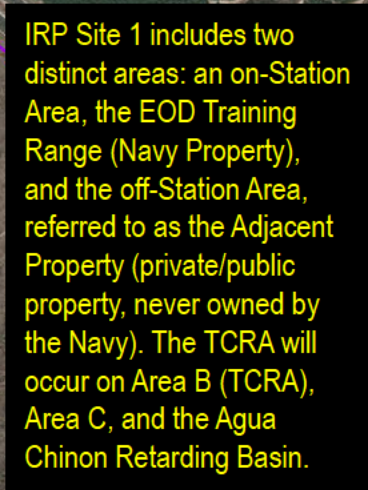 IRP Site 1 includes two
distinct areas: an on-Station
Area, the EOD Training
Range (Navy Property),
and the off-Station Area,
referred to as the Adjacent
Property (private/public
property, never owned by
the Navy). The TCRA will
occur on Area B (TCRA),
Area C, and the Agua
Chinon Retarding Basin.